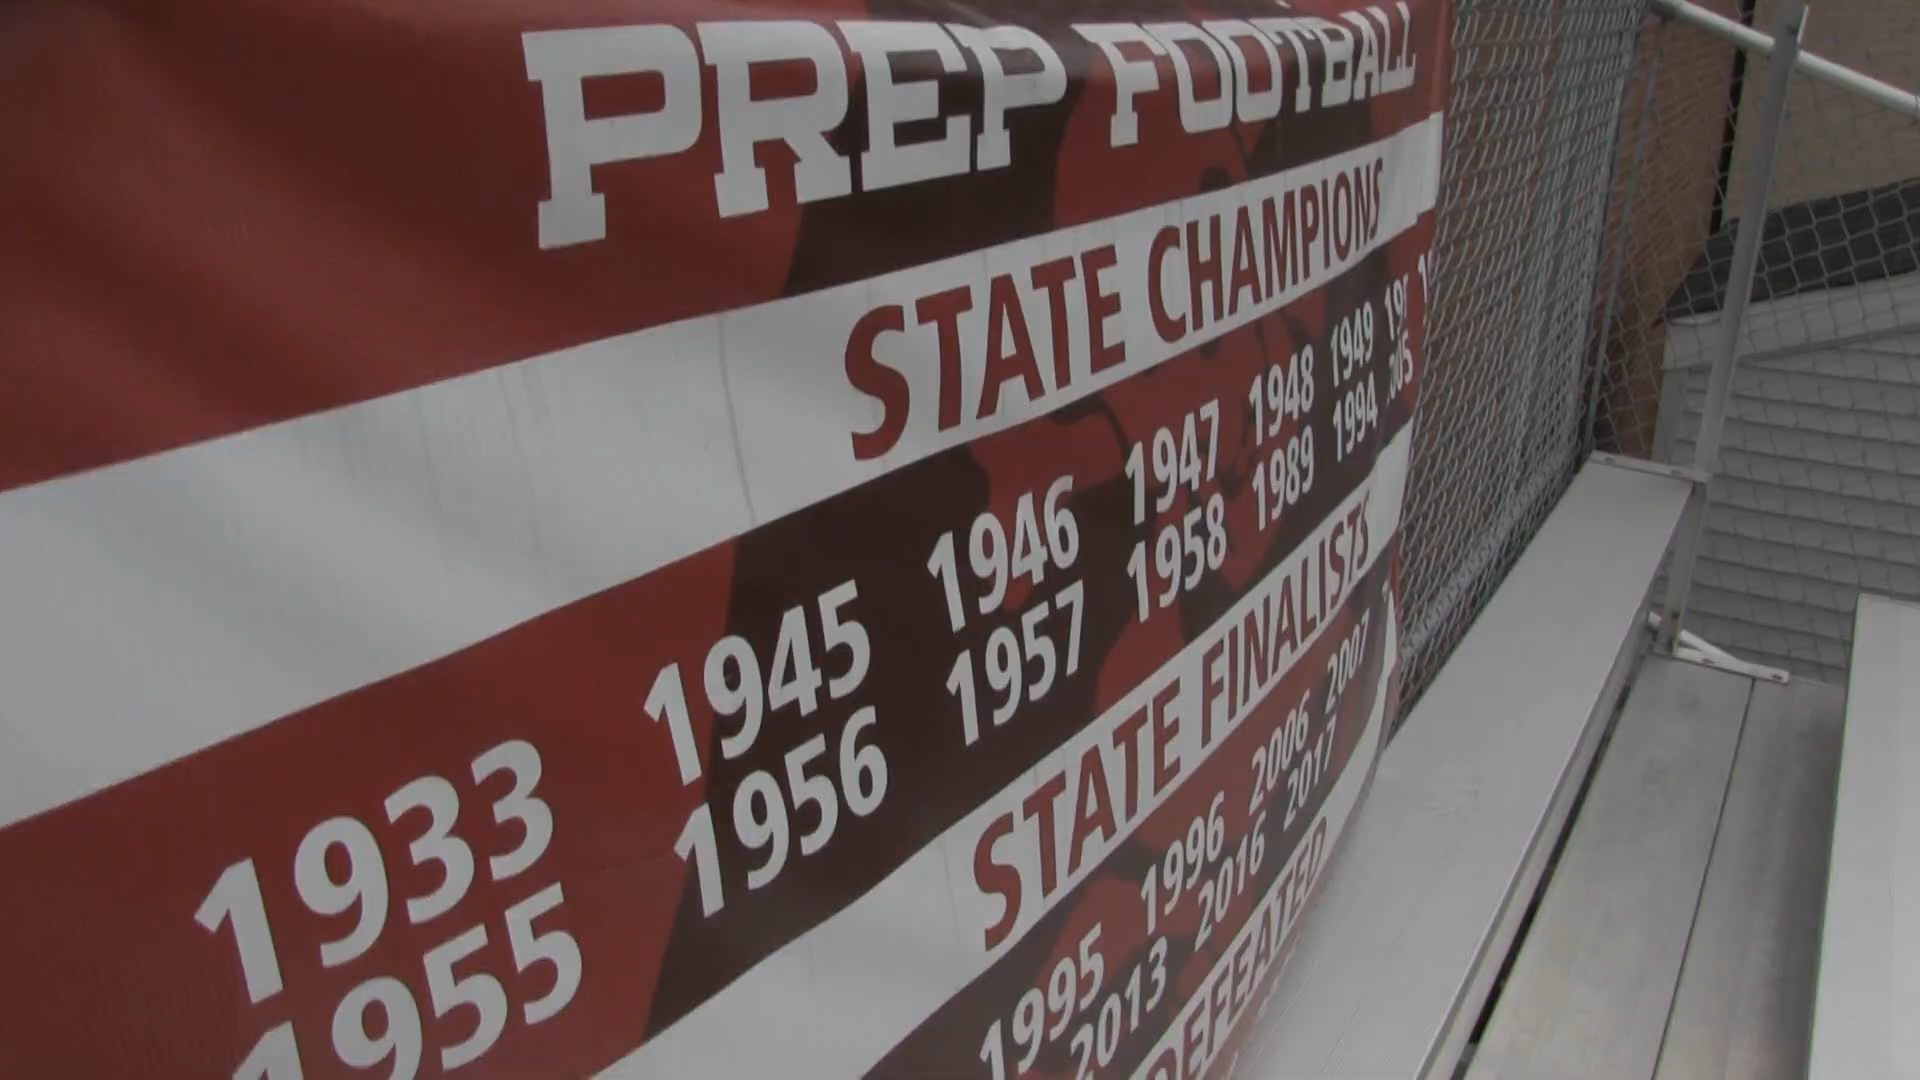 PREP FOOTBALL
STATE CHAMPIONS
1933 1945 1946 1947 1948 1949
1955 1956 1957 1958 1989 1994
STATE FINALISTS
1995 1996 2006 2007
2013 2016 2017